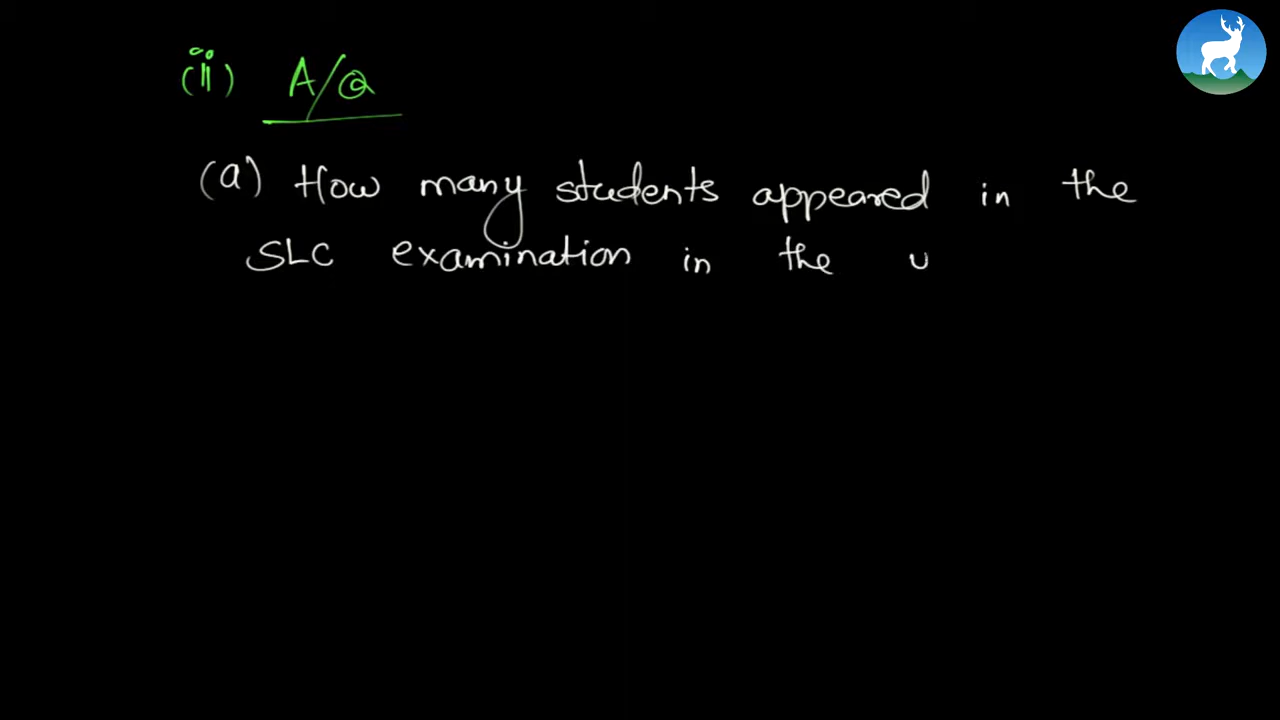 (ii) A/Q
(a) How many students appeared in the
SLC examination in the